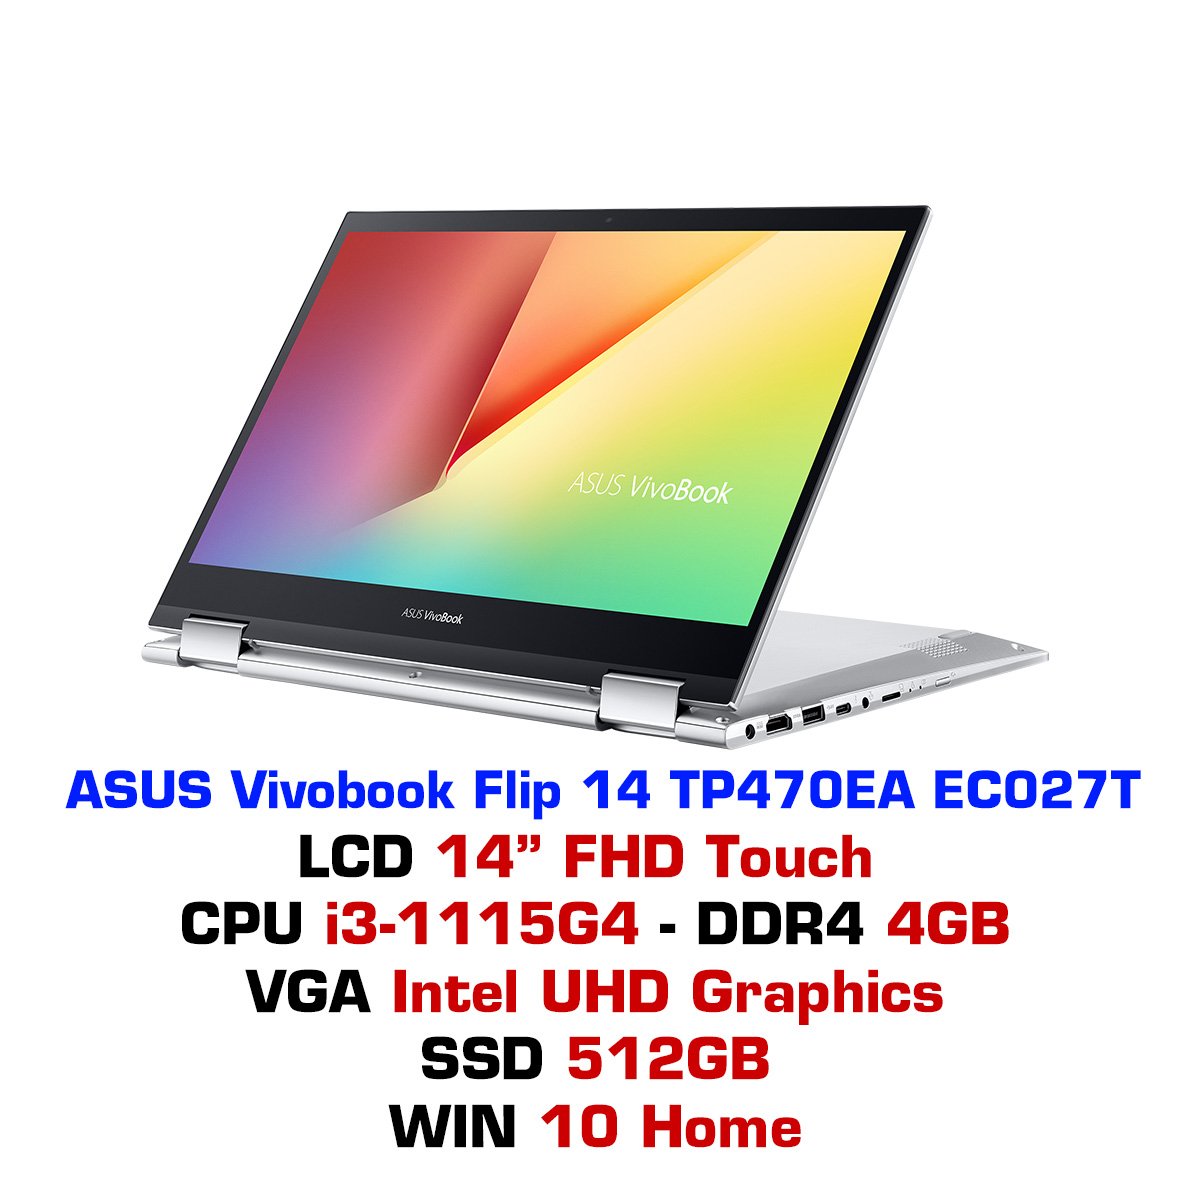 ASUS VivoBook
ASUS VivoBook
ASUS Vivobook Flip 14 TP470EA EC027T
LCD 14” FHD Touch
CPU i3-1115G4 - DDR4 4GB
VGA Intel UHD Graphics
SSD 512GB
WIN 10 Home